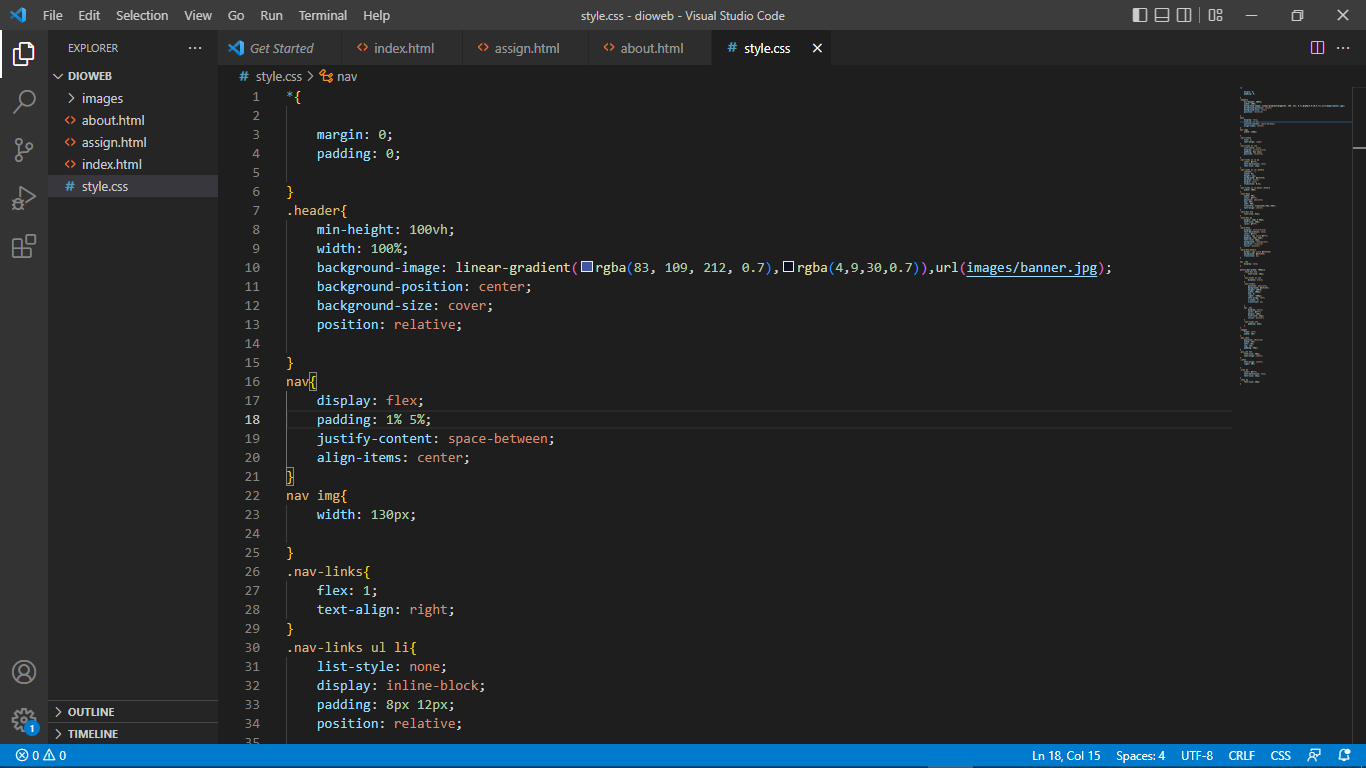 File Edit Selection View Go Run Terminal Help style.css - dioweb - Visual Studio Code
EXPLORER ···
Get Started index.html assign.html about.html # style.css
DIOWEB
images
about.html
assign.html
index.html
# style.css
OUTLINE
TIMELINE
# style.css > nav
1 *{
2
3 margin: 0;
4 padding: 0;
5
6 }
7 .header{
8 min-height: 100vh;
9 width: 100%;
10 background-image: linear-gradient(rgba(83, 109, 212, 0.7),rgba(4,9,30,0.7)),url(images/banner.jpg);
11 background-position: center;
12 background-size: cover;
13 position: relative;
14
15 }
16 nav{
17 display: flex;
18 padding: 1% 5%;
19 justify-content: space-between;
20 align-items: center;
21 }
22 nav img{
23 width: 130px;
24
25 }
26 .nav-links{
27 flex: 1;
28 text-align: right;
29 }
30 .nav-links ul li{
31 list-style: none;
32 display: inline-block;
33 padding: 8px 12px;
34 position: relative;
35
1
0 0 Ln 18, Col 15 Spaces: 4 UTF-8 CRLF CSS